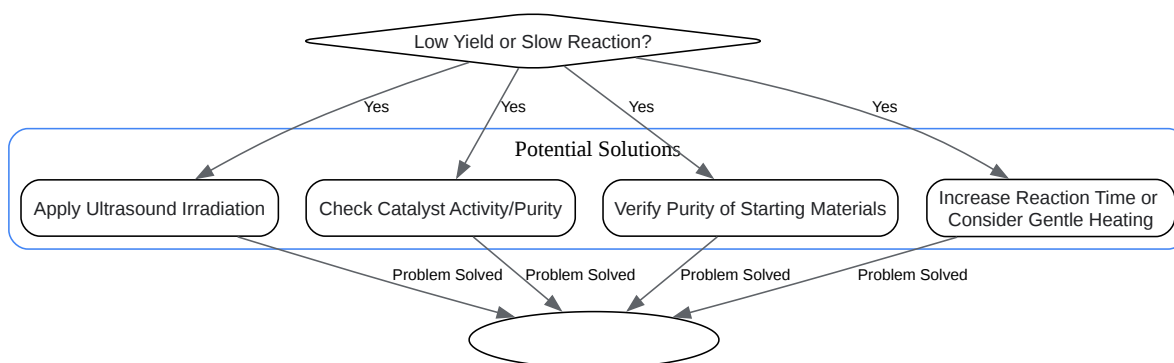 Low Yield or Slow Reaction?
Yes
Yes
Yes
Yes
Potential Solutions
Apply Ultrasound Irradiation
Check Catalyst Activity/Purity
Verify Purity of Starting Materials
Increase Reaction Time or
Consider Gentle Heating
Problem Solved
Problem Solved
Problem Solved
Problem Solved